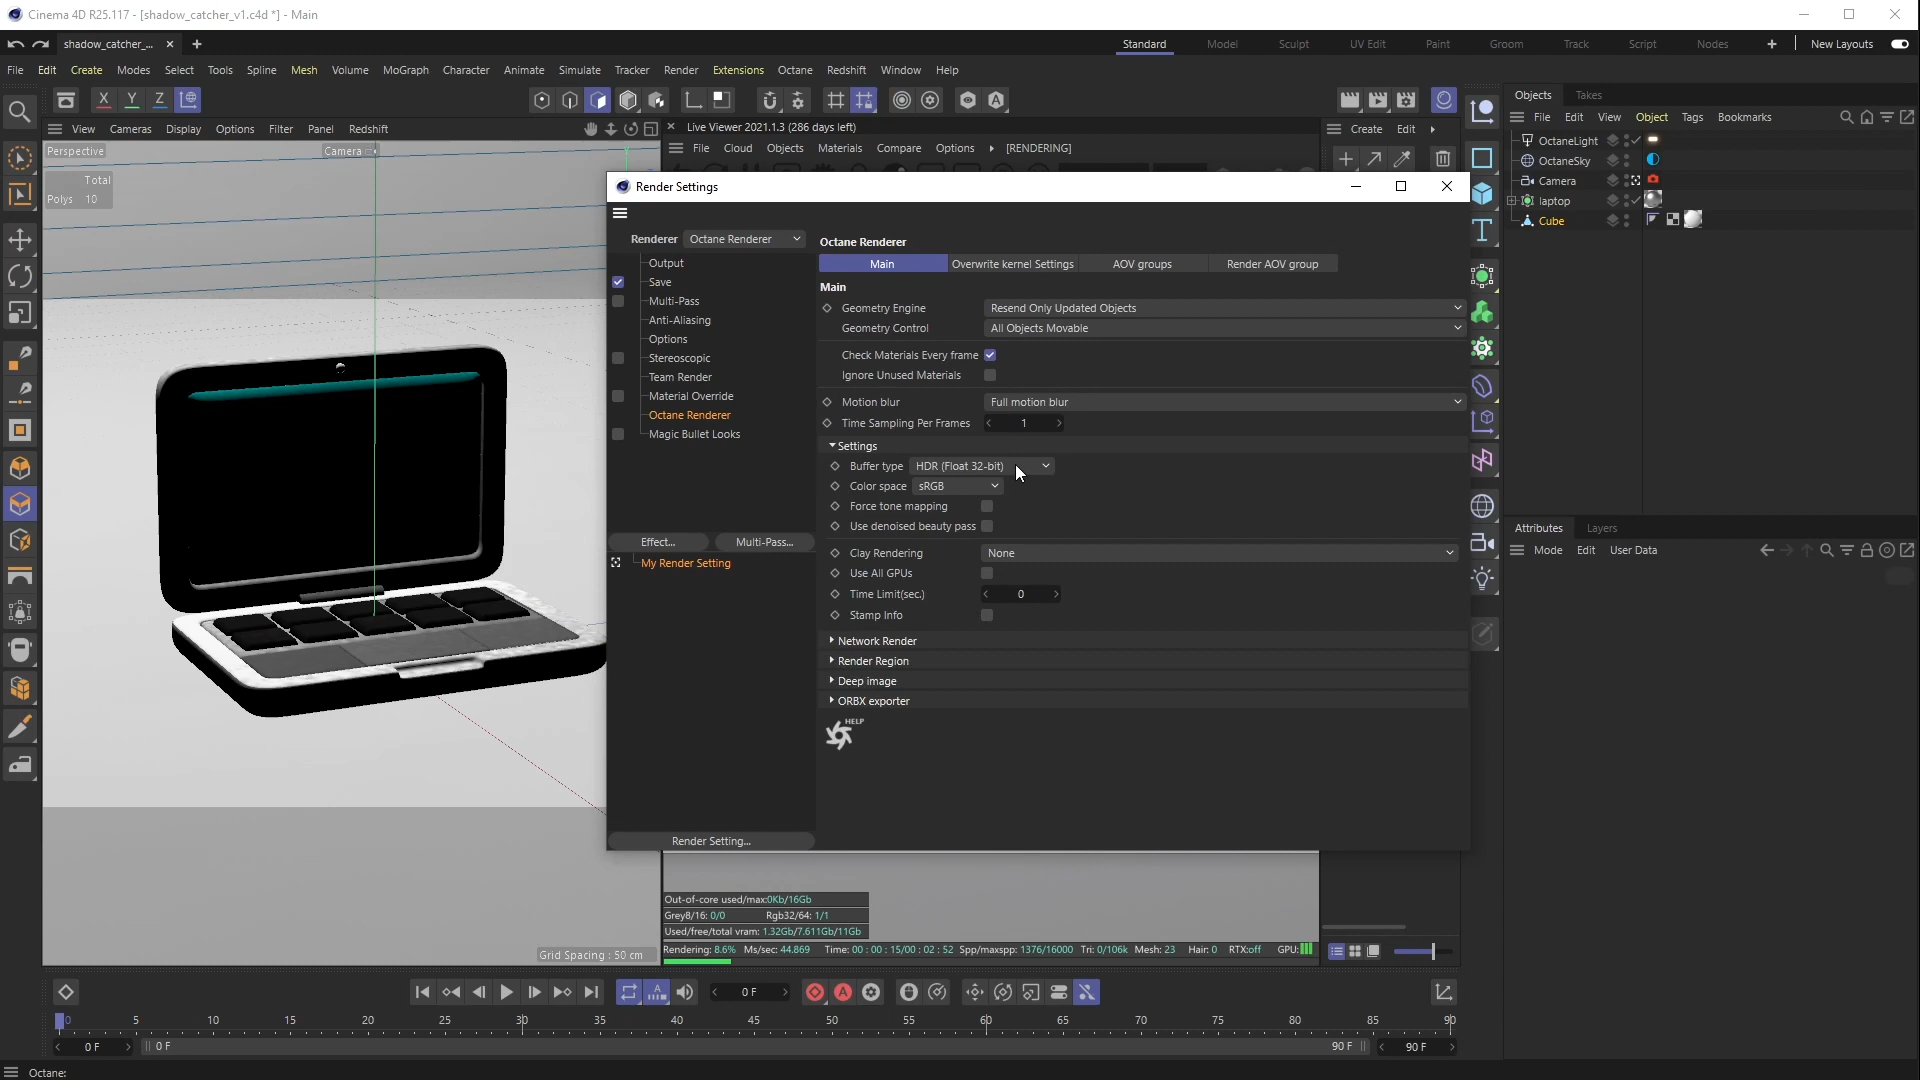 Cinema 4D R25.117 - [shadow_catcher_v1.c4d *] - Main
shadow_catcher_...
Standard Model Sculpt UV Edit Paint Groom Track Script Nodes New Layouts
File Edit Create Modes Select Tools Spline Mesh Volume MoGraph Character Animate Simulate Tracker Render Extensions Octane Redshift Window Help
X Y Z
View Cameras Display Options Filter Panel Redshift
Perspective Camera
Total
Polys 10
Grid Spacing : 50 cm
Live Viewer 2021.1.3 (286 days left)
File Cloud Objects Materials Compare Options [RENDERING]
Create Edit
Render Settings
Renderer Octane Renderer
Output
Save
Multi-Pass
Anti-Aliasing
Options
Stereoscopic
Team Render
Material Override
Octane Renderer
Magic Bullet Looks
Effect... Multi-Pass...
My Render Setting
Render Setting...
Octane Renderer
Main Overwrite kernel Settings AOV groups Render AOV group
Main
Geometry Engine Resend Only Updated Objects
Geometry Control All Objects Movable
Check Materials Every frame
Ignore Unused Materials
Motion blur Full motion blur
Time Sampling Per Frames 1
Settings
Buffer type HDR (Float 32-bit)
Color space sRGB
Force tone mapping
Use denoised beauty pass
Clay Rendering None
Use All GPUs
Time Limit(sec.) 0
Stamp Info
Network Render
Render Region
Deep image
ORBX exporter
HELP
Out-of-core used/max:0Kb/16Gb
Grey8/16: 0/0 Rgb32/64: 1/1
Used/free/total vram: 1.32Gb/7.611Gb/11Gb
Rendering: 8.6% Ms/sec: 44.869 Time: 00 : 00 : 15/00 : 02 : 52 Spp/maxspp: 1376/16000 Tri: 0/106k Mesh: 23 Hair: 0 RTX:off GPU:
Objects Takes
File Edit View Object Tags Bookmarks
OctaneLight
OctaneSky
Camera
laptop
Cube
Attributes Layers
Mode Edit User Data
0 F
0 5 10 15 20 25 30 35 40 45 50 55 60 65 70 75 80 85 90
0 F 0 F 90 F 90 F
Octane: